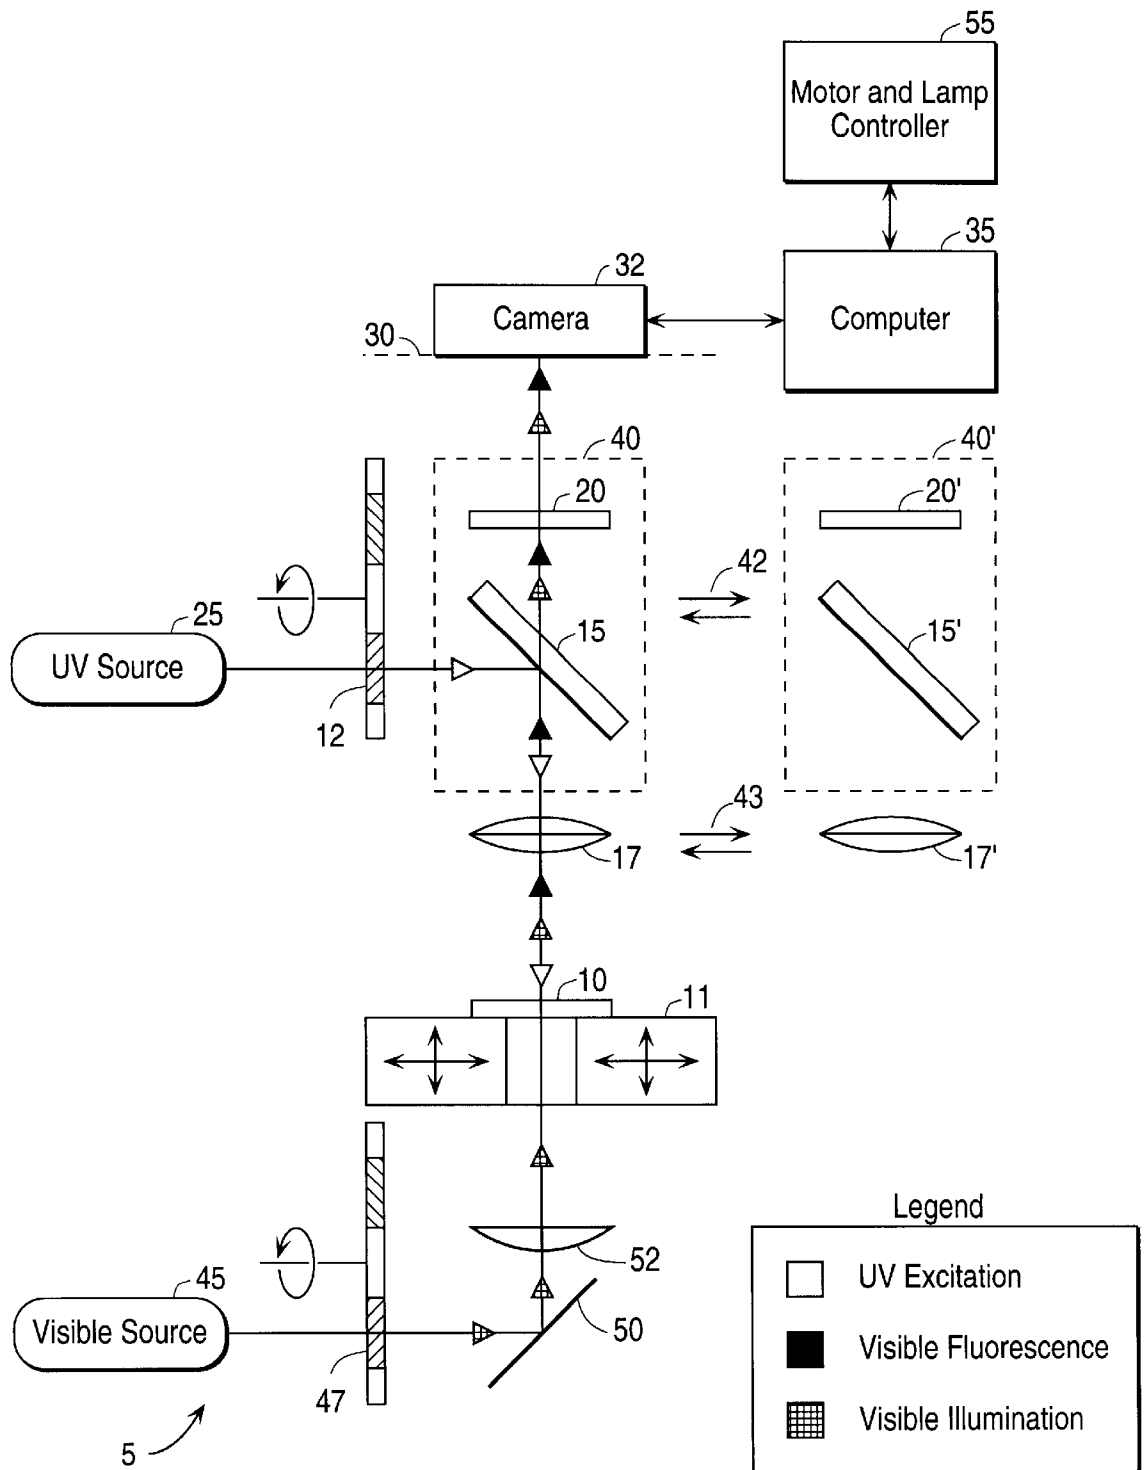 55
Motor and Lamp
Controller
35
Computer
32
Camera
30
40
40'
20
20'
42
15
15'
25
UV Source
12
43
17
17'
10
11
52
45
Visible Source
50
47
5
Legend
UV Excitation
Visible Fluorescence
Visible Illumination